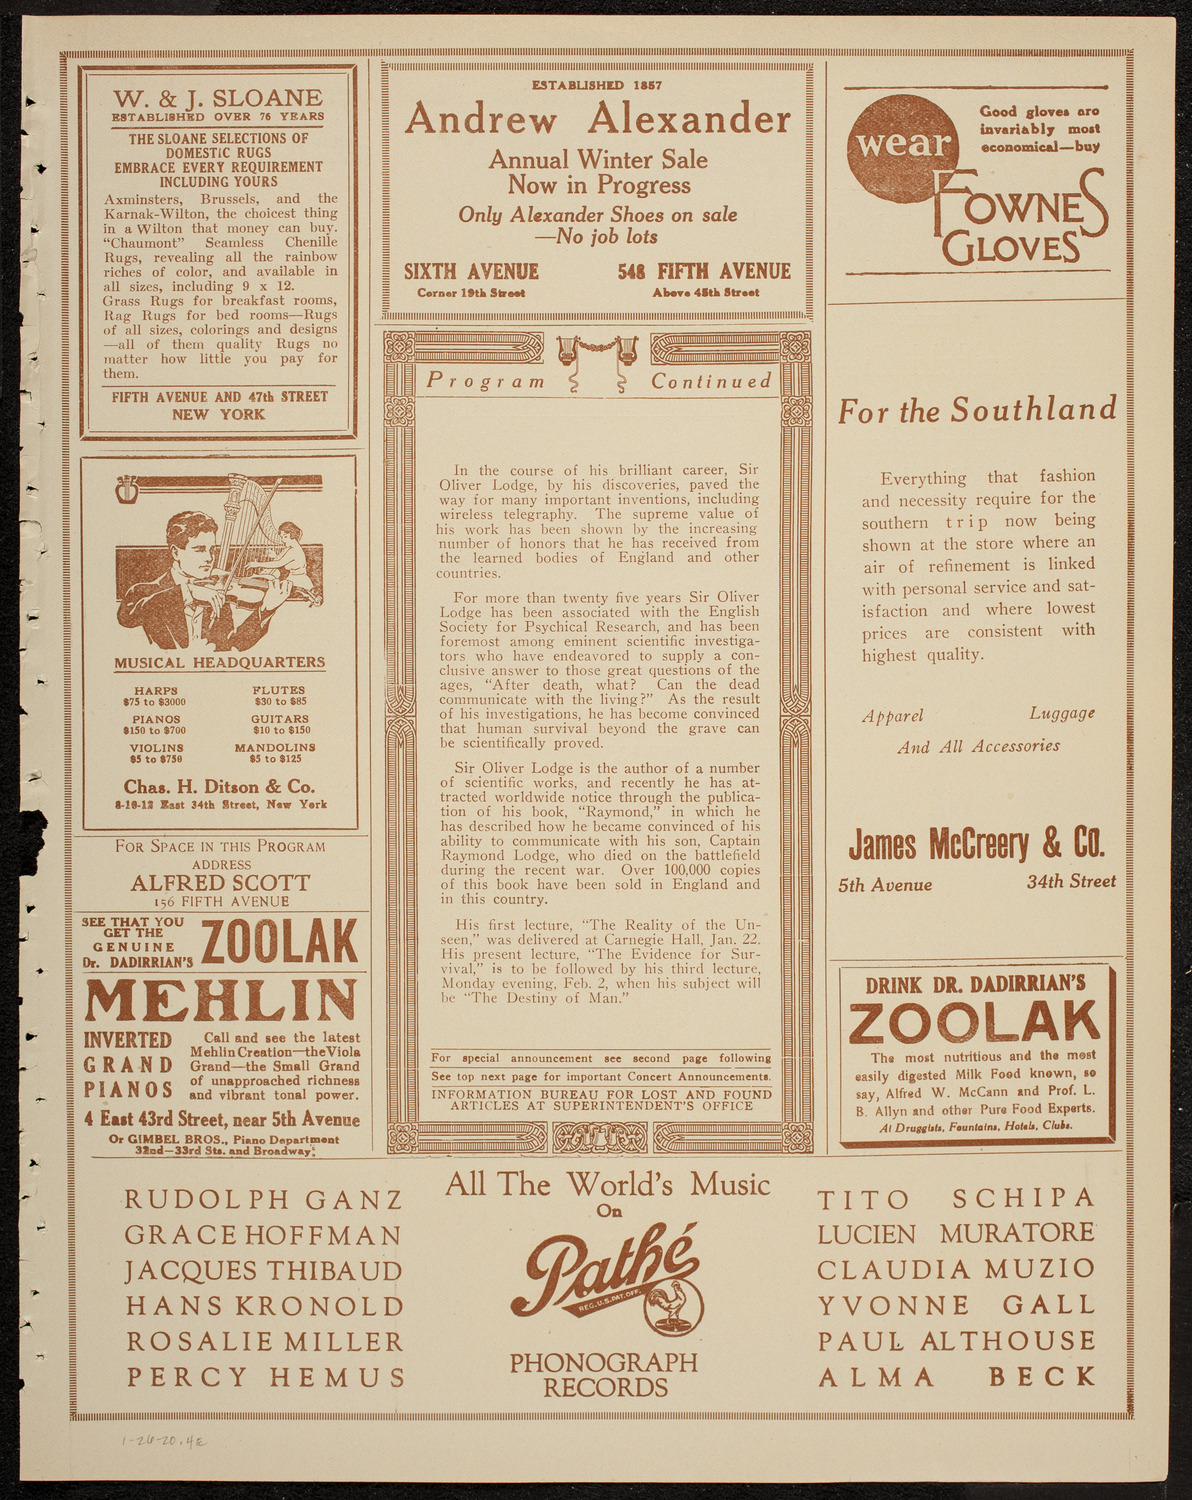 W. & J. SLOANE
ESTABLISHED OVER 76 YEARS
THE SLOANE SELECTIONS OF
DOMESTIC RUGS
EMBRACE EVERY REQUIREMENT
INCLUDING YOURS
Axminsters, Brussels, and the
Karnak-Wilton, the choicest thing
in a Wilton that money can buy.
“Chaumont” Seamless Chenille
Rugs, revealing all the rainbow
riches of color, and available in
all sizes, including 9 x 12.
Grass Rugs for breakfast rooms,
Rag Rugs for bed rooms—Rugs
of all sizes, colorings and designs
—all of them quality Rugs no
matter how little you pay for
them.
FIFTH AVENUE AND 47th STREET
NEW YORK
MUSICAL HEADQUARTERS
HARPS FLUTES
$75 to $3000 $30 to $85
PIANOS GUITARS
$150 to $700 $10 to $150
VIOLINS MANDOLINS
$5 to $750 $5 to $125
Chas. H. Ditson & Co.
8-10-12 East 34th Street, New York
FOR SPACE IN THIS PROGRAM
ADDRESS
ALFRED SCOTT
156 FIFTH AVENUE
SEE THAT YOU
GET THE
GENUINE
Dr. DADIRRIAN'S
ZOOLAK
MEHLIN
INVERTED
GRAND
PIANOS
Call and see the latest
Mehlin Creation—the Viola
Grand—the Small Grand
of unapproached richness
and vibrant tonal power.
4 East 43rd Street, near 5th Avenue
Or GIMBEL BROS., Piano Department
32nd—33rd Sts. and Broadway.
ESTABLISHED 1857
Andrew Alexander
Annual Winter Sale
Now in Progress
Only Alexander Shoes on sale
—No job lots
SIXTH AVENUE 548 FIFTH AVENUE
Corner 19th Street Above 45th Street
Program Continued
In the course of his brilliant career, Sir
Oliver Lodge, by his discoveries, paved the
way for many important inventions, including
wireless telegraphy. The supreme value of
his work has been shown by the increasing
number of honors that he has received from
the learned bodies of England and other
countries.
For more than twenty five years Sir Oliver
Lodge has been associated with the English
Society for Psychical Research, and has been
foremost among eminent scientific investiga-
tors who have endeavored to supply a con-
clusive answer to those great questions of the
ages, “After death, what? Can the dead
communicate with the living?” As the result
of his investigations, he has become convinced
that human survival beyond the grave can
be scientifically proved.
Sir Oliver Lodge is the author of a number
of scientific works, and recently he has at-
tracted worldwide notice through the publica-
tion of his book, “Raymond,” in which he
has described how he became convinced of his
ability to communicate with his son, Captain
Raymond Lodge, who died on the battlefield
during the recent war. Over 100,000 copies
of this book have been sold in England and
in this country.
His first lecture, “The Reality of the Un-
seen,” was delivered at Carnegie Hall, Jan. 22.
His present lecture, “The Evidence for Sur-
vival,” is to be followed by his third lecture,
Monday evening, Feb. 2, when his subject will
be “The Destiny of Man.”
For special announcement see second page following
See top next page for important Concert Announcements.
INFORMATION BUREAU FOR LOST AND FOUND
ARTICLES AT SUPERINTENDENT'S OFFICE
wear
Good gloves are
invariably most
economical—buy
FOWNES
GLOVES
For the Southland
Everything that fashion
and necessity require for the
southern trip now being
shown at the store where an
air of refinement is linked
with personal service and sat-
isfaction and where lowest
prices are consistent with
highest quality.
Apparel Luggage
And All Accessories
James McCreery & Co.
5th Avenue 34th Street
DRINK DR. DADIRRIAN'S
ZOOLAK
The most nutritious and the most
easily digested Milk Food known, so
say, Alfred W. McCann and Prof. L.
B. Allyn and other Pure Food Experts.
At Druggists, Fountains, Hotels, Clubs.
RUDOLPH GANZ
GRACE HOFFMAN
JACQUES THIBAUD
HANS KRONOLD
ROSALIE MILLER
PERCY HEMUS
All The World's Music
On
Pathé
REG. U.S. PAT. OFF.
PHONOGRAPH
RECORDS
TITO SCHIPA
LUCIEN MURATORE
CLAUDIA MUZIO
YVONNE GALL
PAUL ALTHOUSE
ALMA BECK
1-26-20.4E